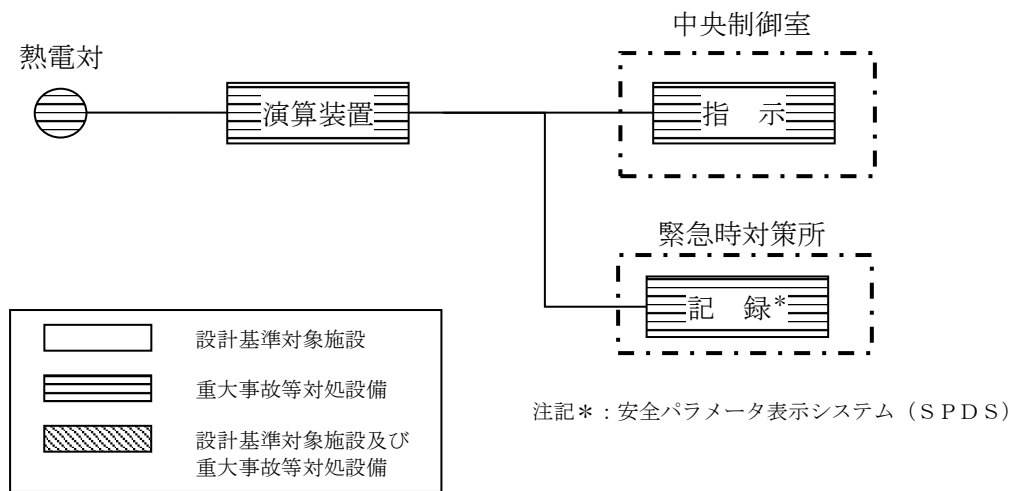 中央制御室
熱電対
演算装置
指　示
緊急時対策所
記　録*
設計基準対象施設
重大事故等対処設備
設計基準対象施設及び
重大事故等対処設備
注記＊：安全パラメータ表示システム（ＳＰＤＳ）